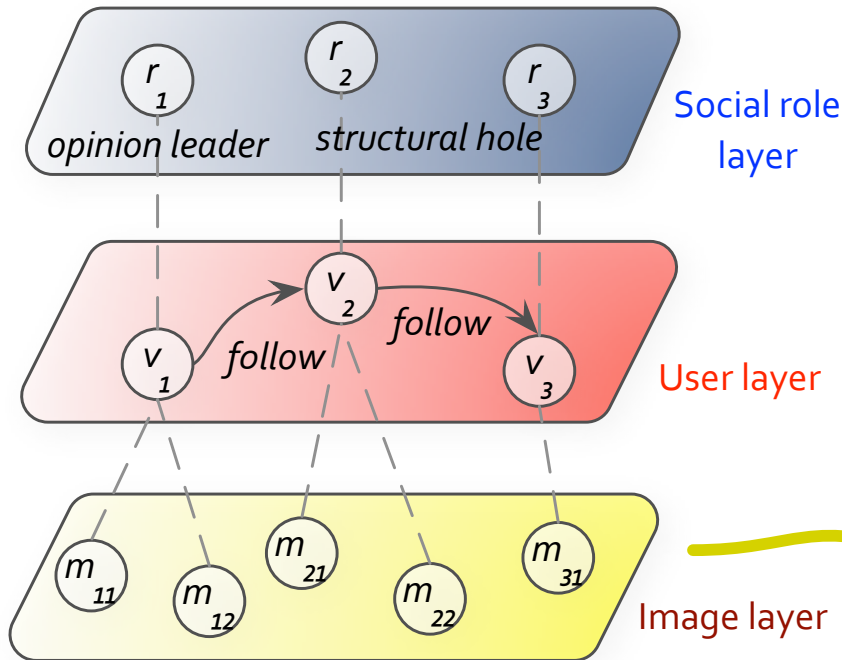 r1
r2
r3
opinion leader
structural hole
Social role
layer
v1
v2
v3
follow
follow
User layer
m11
m12
m21
m22
m31
Image layer